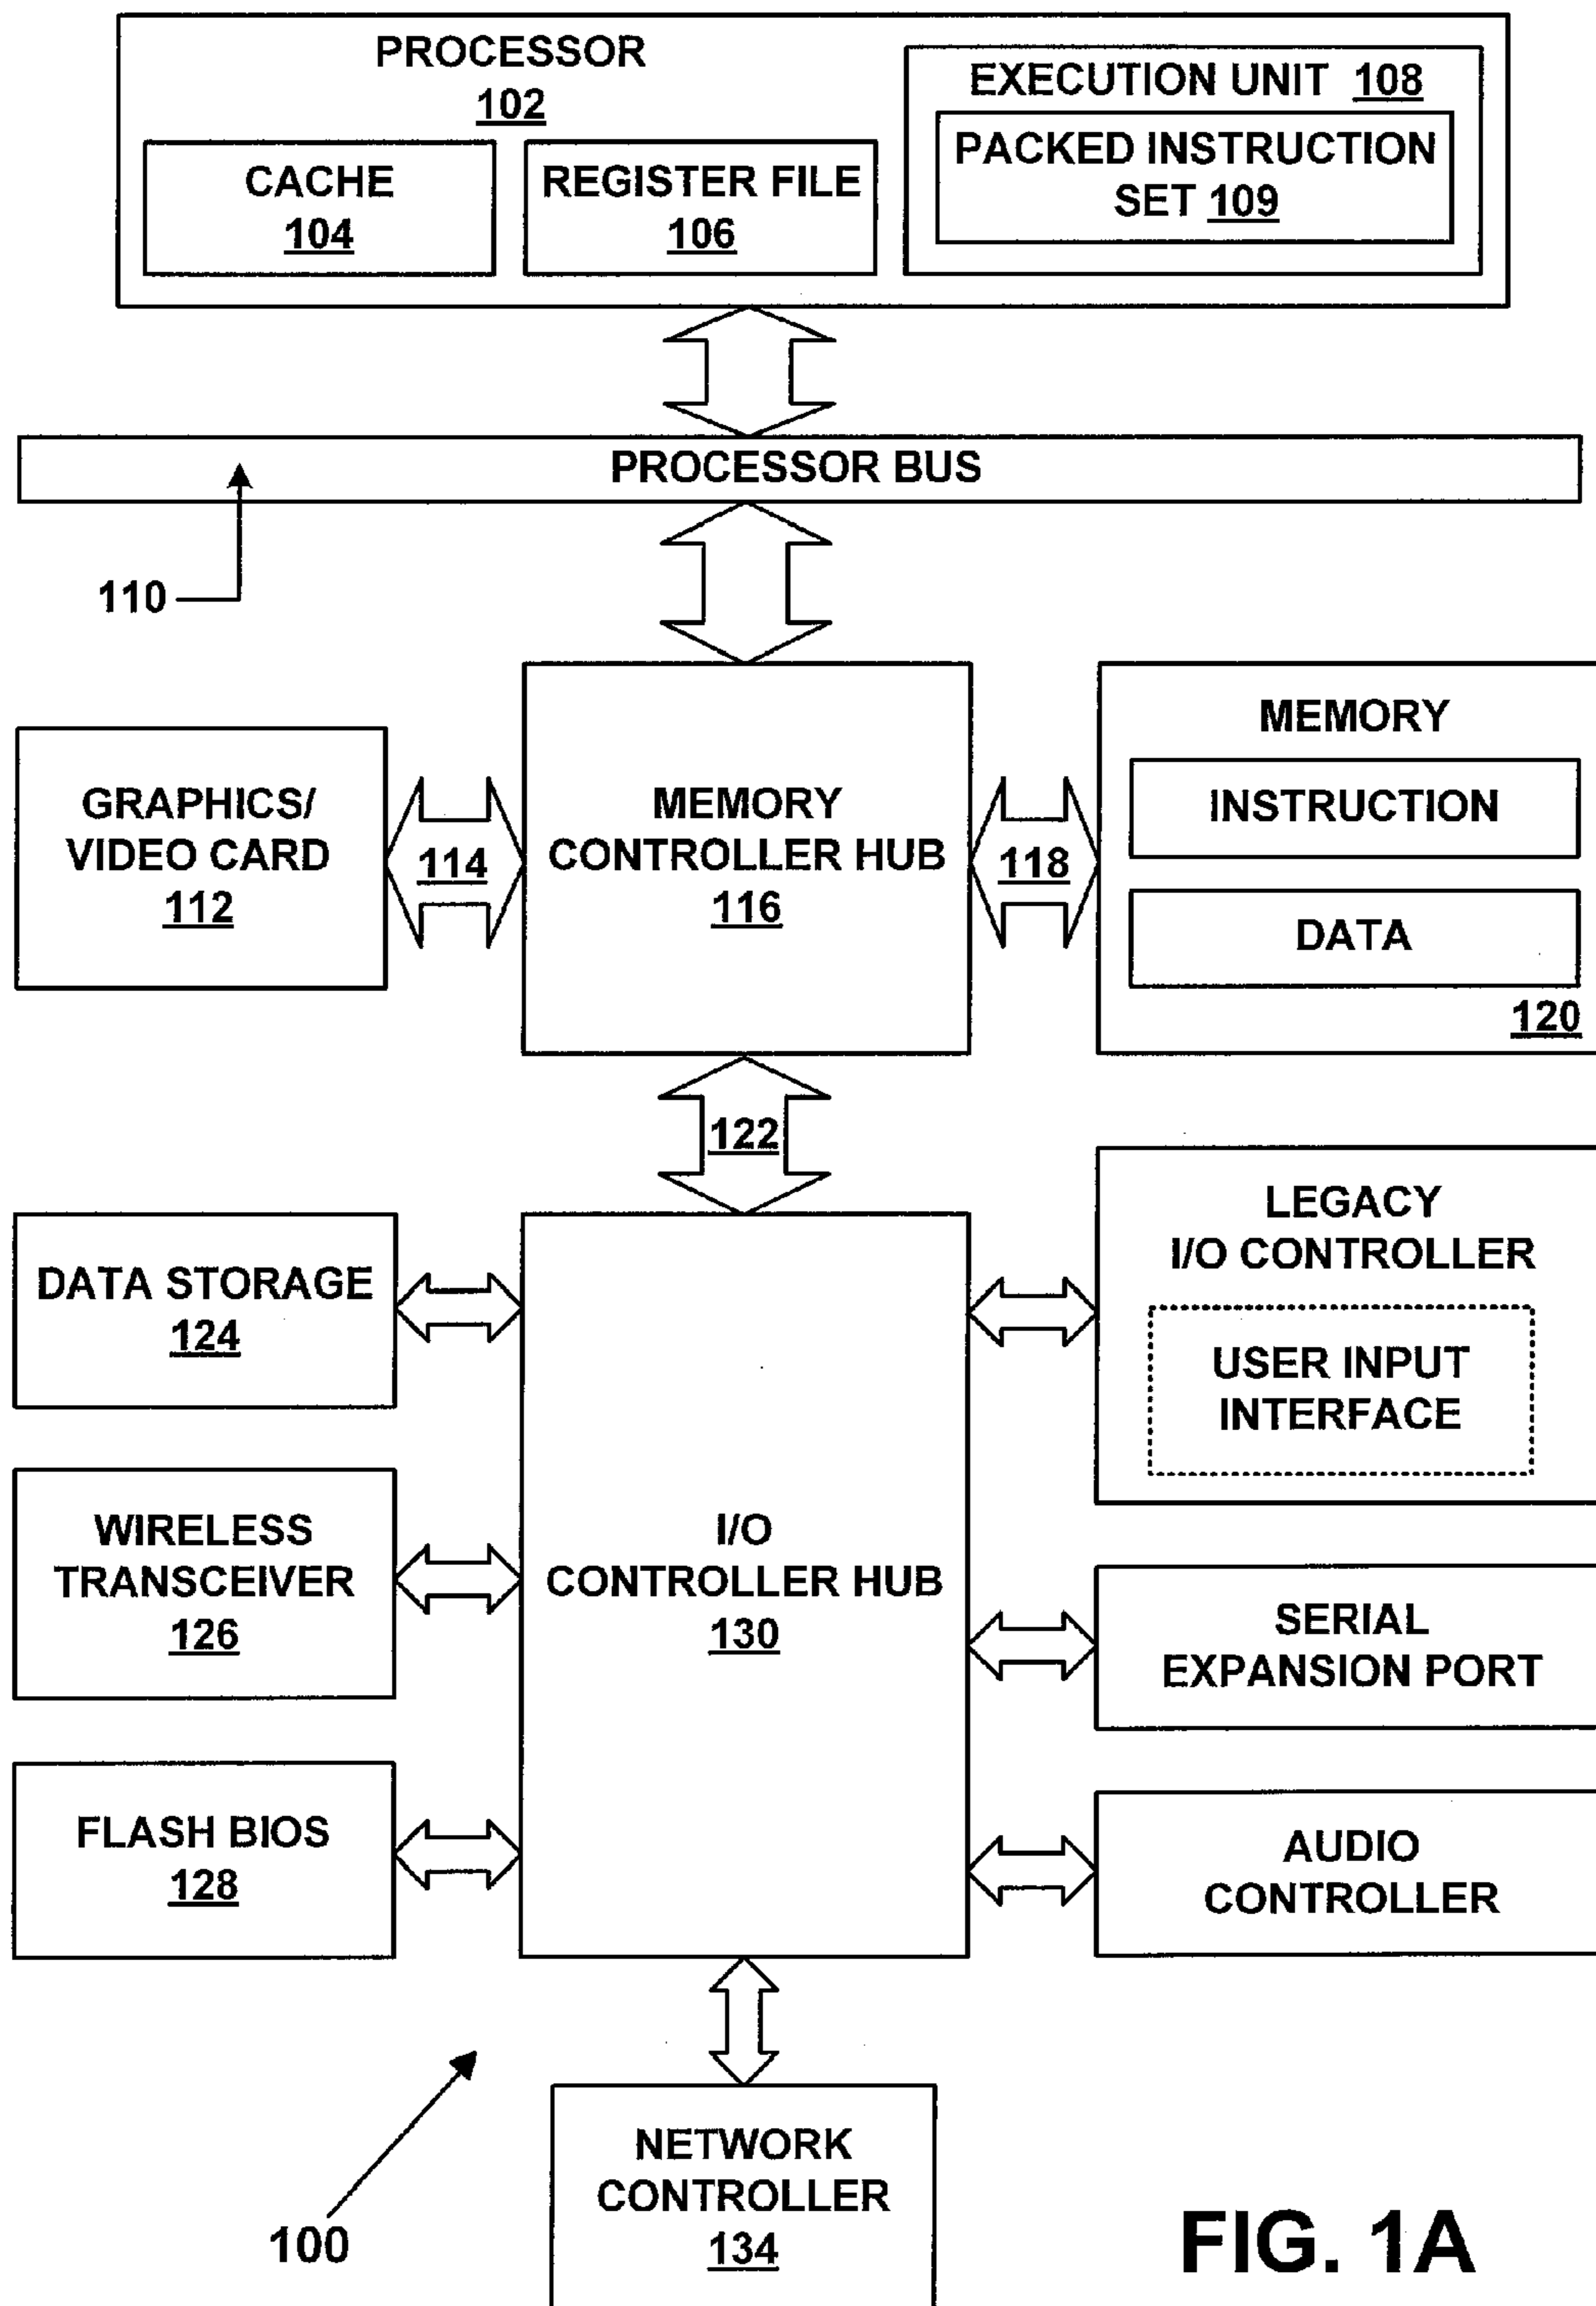 PROCESSOR
102
CACHE
104
REGISTER FILE
106
EXECUTION UNIT 108
PACKED INSTRUCTION
SET 109
PROCESSOR BUS
110
GRAPHICS/
VIDEO CARD
112
114
MEMORY
CONTROLLER HUB
116
118
MEMORY
INSTRUCTION
DATA
120
122
DATA STORAGE
124
WIRELESS
TRANSCEIVER
126
FLASH BIOS
128
I/O
CONTROLLER HUB
130
LEGACY
I/O CONTROLLER
USER INPUT
INTERFACE
SERIAL
EXPANSION PORT
AUDIO
CONTROLLER
NETWORK
CONTROLLER
134
100
FIG. 1A